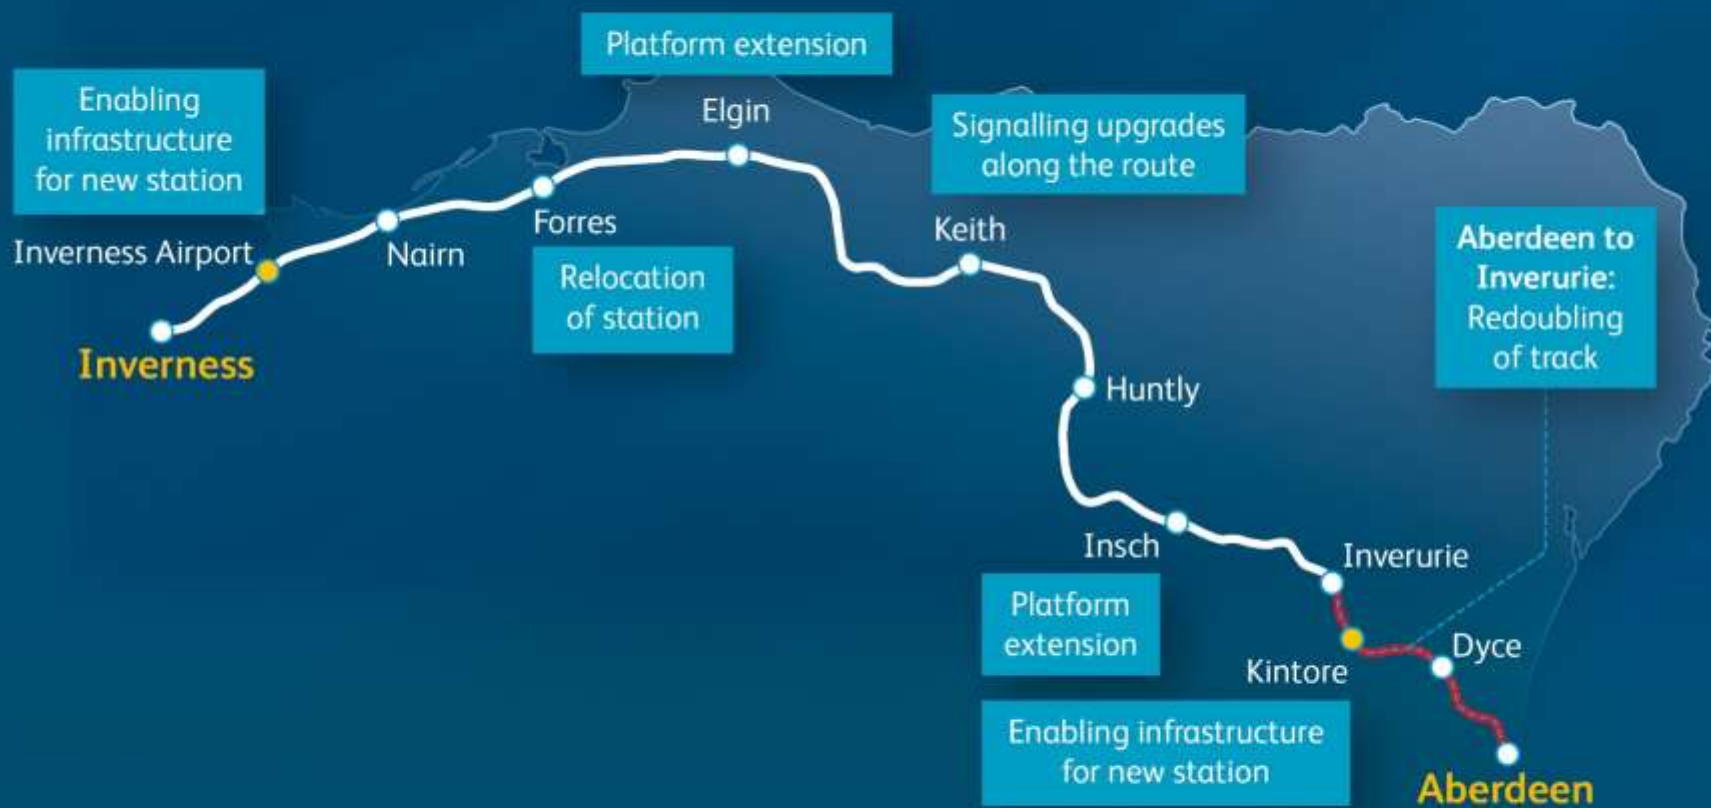 Platform extension
Enabling
infrastructure
for new station
Elgin
Signalling upgrades
along the route
Inverness Airport
Nairn
Forres
Relocation
of station
Keith
Aberdeen to
Inverurie:
Redoubling
of track
Inverness
Huntly
Insch
Inverurie
Platform
extension
Kintore
Dyce
Enabling infrastructure
for new station
Aberdeen